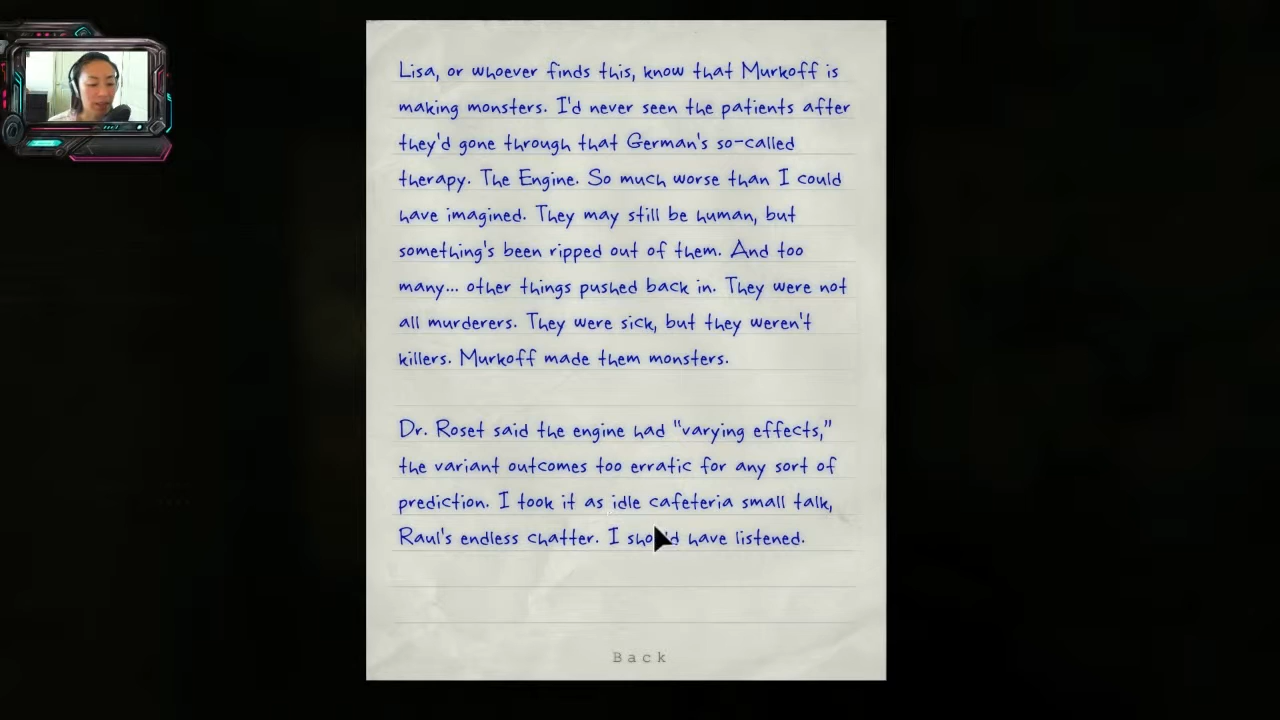 Lisa, or whoever finds this, know that Murkoff is
making monsters. I'd never seen the patients after
they'd gone through that German's so-called
therapy. The Engine. So much worse than I could
have imagined. They may still be human, but
something's been ripped out of them. And too
many... other things pushed back in. They were not
all murderers. They were sick, but they weren't
killers. Murkoff made them monsters.
Dr. Roset said the engine had "varying effects,"
the variant outcomes too erratic for any sort of
prediction. I took it as idle cafeteria small talk,
Raul's endless chatter. I should have listened.
Back